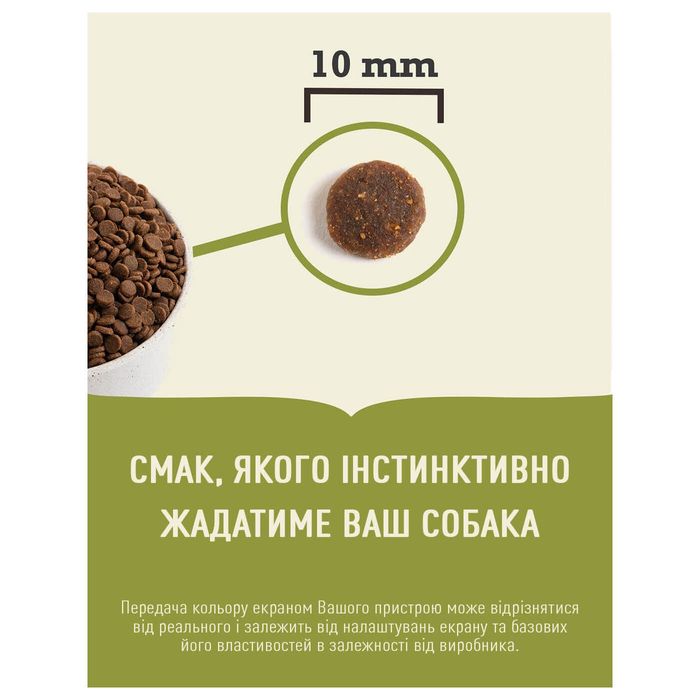 10 mm
СМАК, ЯКОГО ІНСТИНКТИВНО
ЖАДАТИМЕ ВАШ СОБАКА
Передача кольору екраном Вашого пристрою може відрізнятися
від реального і залежить від налаштувань екрану та базових
його властивостей в залежності від виробника.